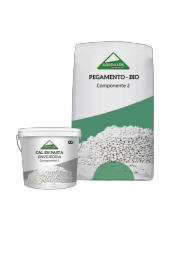 PEGAMENTO - BIO
Componente 2
CAL EN PASTA
ENVEJECIDA
Componente 1